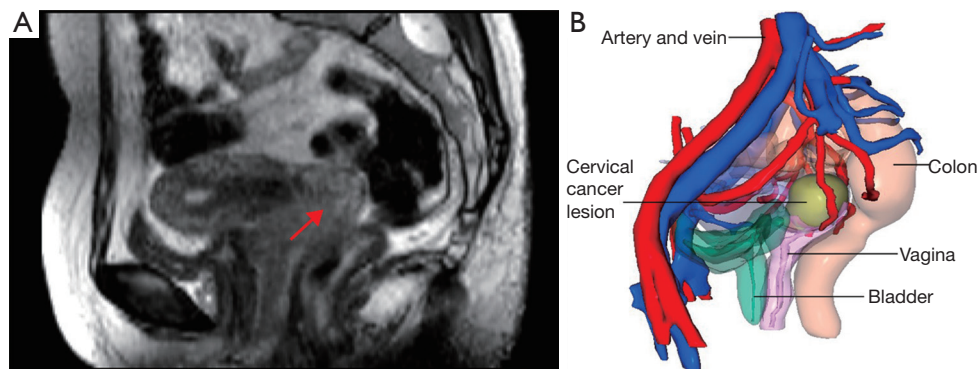 A
B
Artery and vein
Cervical
cancer
lesion
Colon
Vagina
Bladder